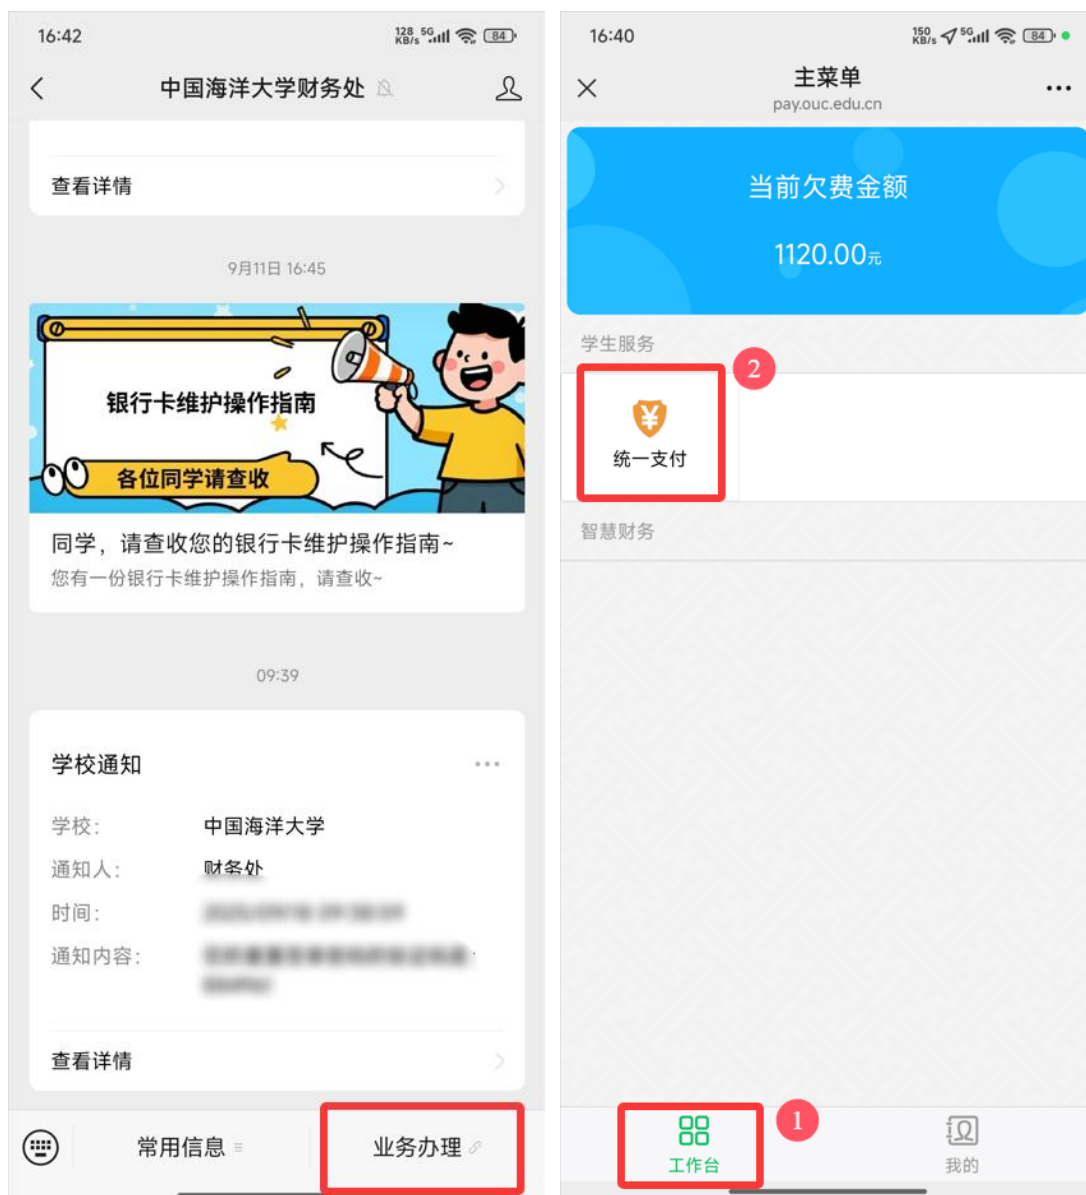 16:42
128 KB/s 5G 84
中国海洋大学财务处
查看详情
9月11日 16:45
银行卡维护操作指南
各位同学请查收
同学，请查收您的银行卡维护操作指南~
您有一份银行卡维护操作指南，请查收~
09:39
学校通知
学校：
中国海洋大学
通知人：
财务处
时间：
通知内容：
查看详情
常用信息
业务办理
16:40
150 KB/s 5G 84
主菜单
pay.ouc.edu.cn
当前欠费金额
1120.00元
学生服务
2
¥
统一支付
智慧财务
1
工作台
我的